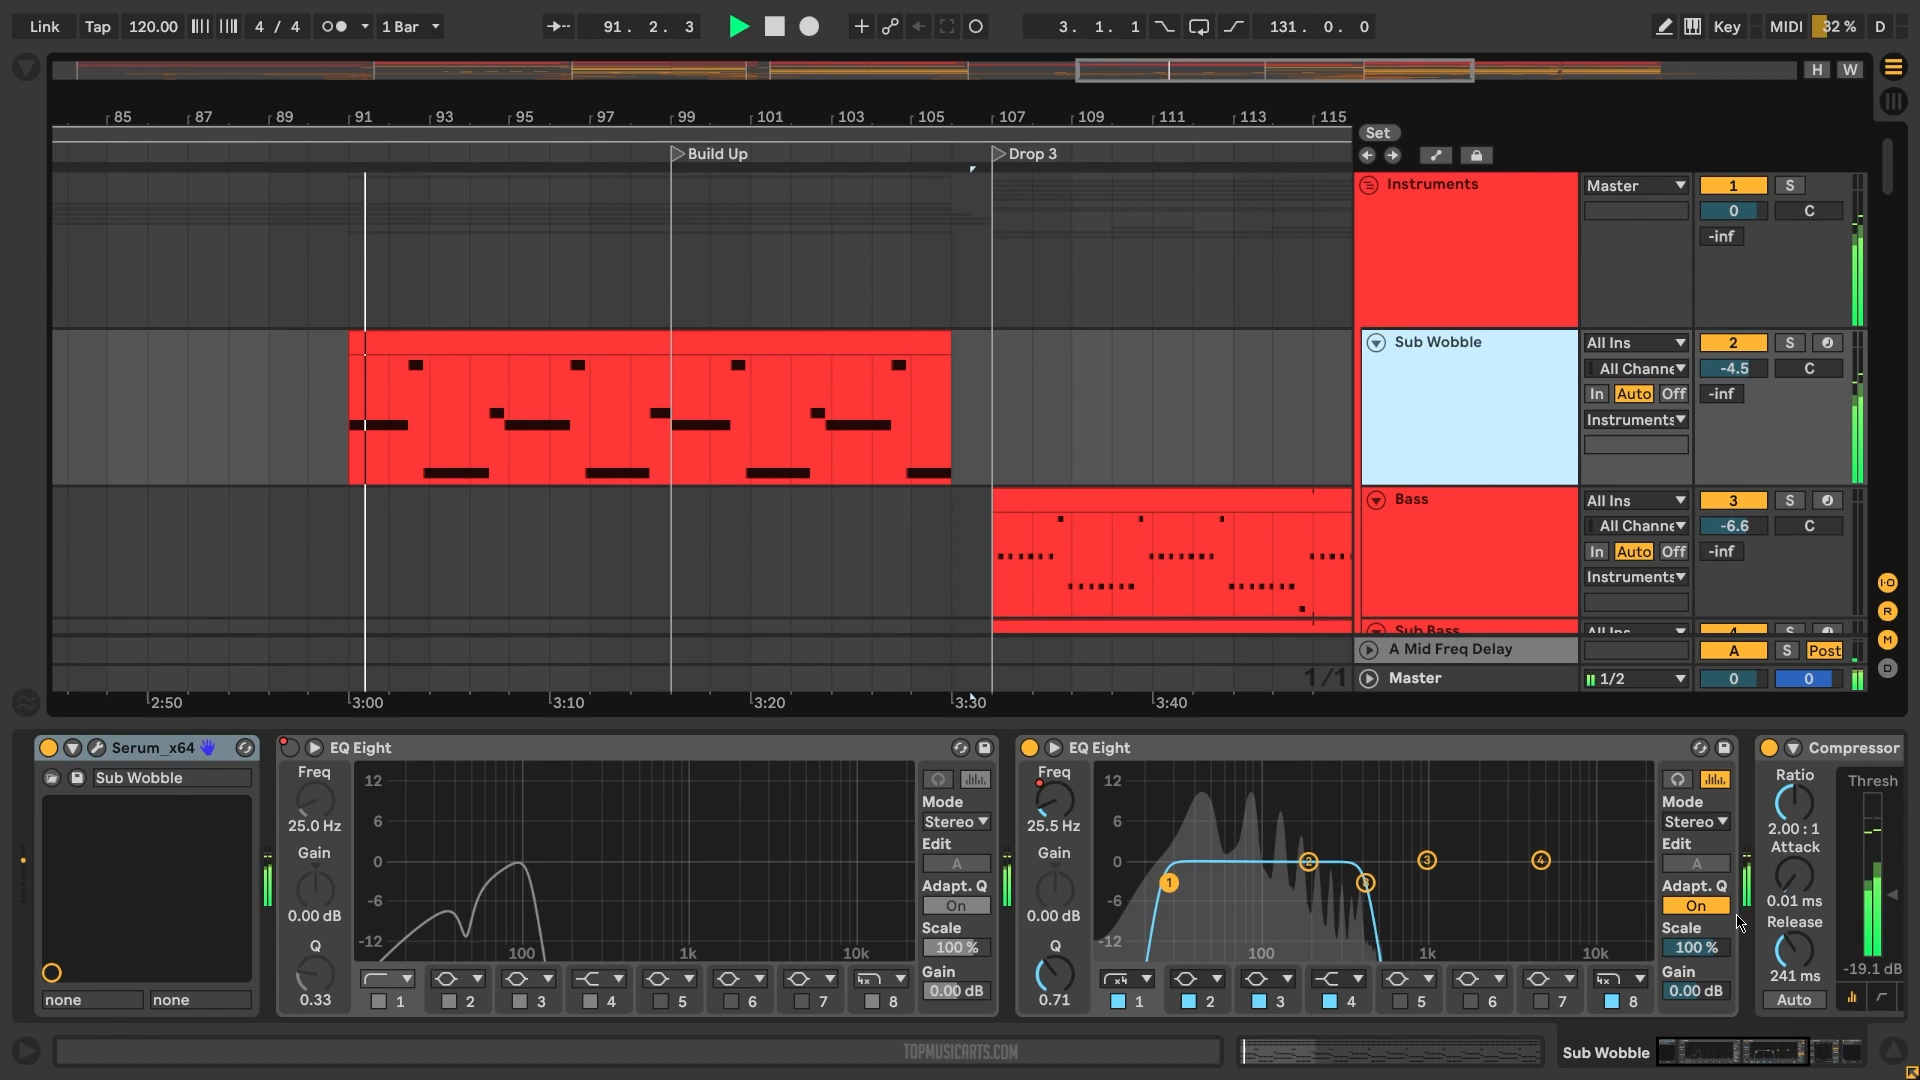 Link Tap 120.00 4 / 4 1 Bar 91. 2. 3 3. 1. 1 131. 0. 0 Key MIDI 32 % D
H W
85 87 89 91 93 95 97 99 101 103 105 107 109 111 113 115
Set
Build Up Drop 3
Instruments Master 1 S
0 C
-inf
Sub Wobble All Ins 2 S
All Channe -4.5 C
In Auto Off -inf
Instruments
Bass All Ins 3 S
All Channe -6.6 C
In Auto Off -inf
Instruments
Sub Bass All Ins 4 S
A Mid Freq Delay A S Post
1/1 Master 1/2 0 0
2:50 3:00 3:10 3:20 3:30 3:40
I·O
R
M
D
Serum_x64
Sub Wobble
none none
EQ Eight
Freq
25.0 Hz
Gain
0.00 dB
Q
0.33
12
6
0
-6
-12
100 1k 10k
1 2 3 4 5 6 7 8
Mode
Stereo
Edit
A
Adapt. Q
On
Scale
100 %
Gain
0.00 dB
EQ Eight
Freq
25.5 Hz
Gain
0.00 dB
Q
0.71
12
6
0 2 3 4
1 8
-6
-12
100 1k 10k
1 2 3 4 5 6 7 8
Mode
Stereo
Edit
A
Adapt. Q
On
Scale
100 %
Gain
0.00 dB
Compressor
Ratio
2.00 : 1
Attack
0.01 ms
Release
241 ms
Auto
Thresh
-19.1 dB
TOPMUSICARTS.COM
Sub Wobble